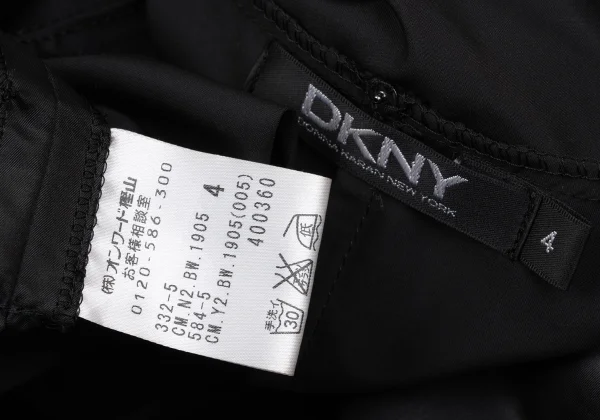 DKNY
DONNA KARAN NEW YORK
4
(株)オンワード樫山
お客様相談室
0120-586-300
332-5 4
CM.N2.BW.1905
584-5
CM.Y2.BW.1905(005)
400360
手洗イ
30
低